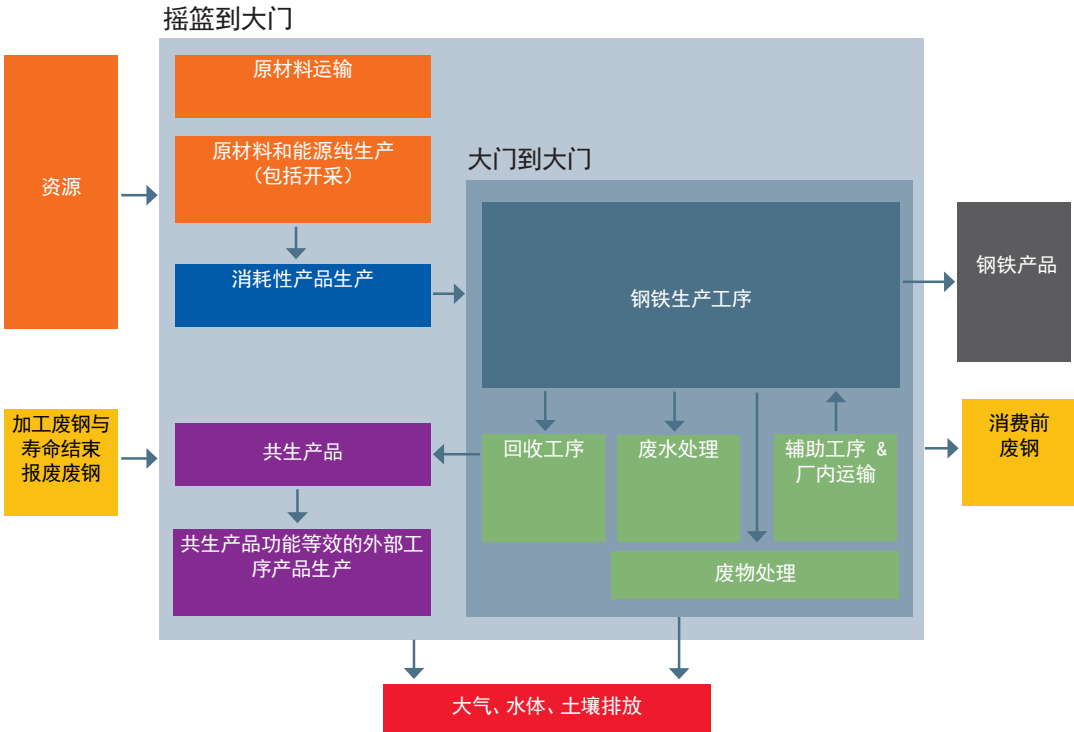 摇篮到大门
原材料运输
原材料和能源纯生产
（包括开采）
大门到大门
资源
消耗性产品生产
钢铁生产工序
钢铁产品
加工废钢与
寿命结束
报废废钢
共生产品
回收工序
废水处理
辅助工序 &
厂内运输
消费前
废钢
共生产品功能等效的外部工
序产品生产
废物处理
大气、水体、土壤排放